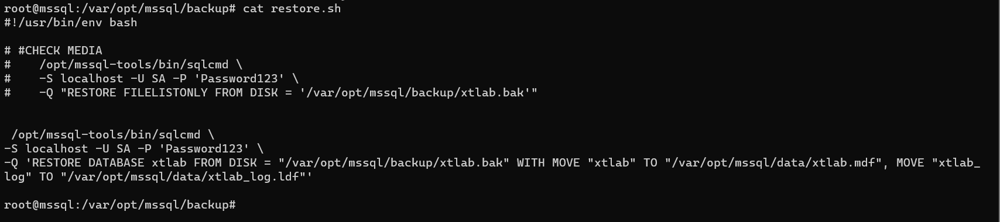 root@mssql:/var/opt/mssql/backup# cat restore.sh
#!/usr/bin/env bash
# #CHECK MEDIA
#    /opt/mssql-tools/bin/sqlcmd \
#    -S localhost -U SA -P 'Password123' \
#    -Q "RESTORE FILELISTONLY FROM DISK = '/var/opt/mssql/backup/xtlab.bak'"
 /opt/mssql-tools/bin/sqlcmd \
-S localhost -U SA -P 'Password123' \
-Q 'RESTORE DATABASE xtlab FROM DISK = "/var/opt/mssql/backup/xtlab.bak" WITH MOVE "xtlab" TO "/var/opt/mssql/data/xtlab.mdf", MOVE "xtlab_
log" TO "/var/opt/mssql/data/xtlab_log.ldf"'
root@mssql:/var/opt/mssql/backup#